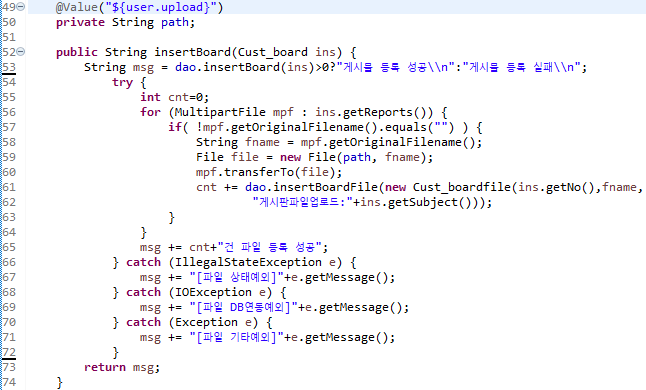 49 @Value("${user.upload}")
50 private String path;
51
52 public String insertBoard(Cust_board ins) {
53 String msg = dao.insertBoard(ins)>0?"게시물 등록 성공\\n":"게시물 등록 실패\\n";
54 try {
55 int cnt=0;
56 for (MultipartFile mpf : ins.getReports()) {
57 if( !mpf.getOriginalFilename().equals("") ) {
58 String fname = mpf.getOriginalFilename();
59 File file = new File(path, fname);
60 mpf.transferTo(file);
61 cnt += dao.insertBoardFile(new Cust_boardfile(ins.getNo(),fname,
62 "게시판파일업로드:"+ins.getSubject()));
63 }
64 }
65 msg += cnt+"건 파일 등록 성공";
66 } catch (IllegalStateException e) {
67 msg += "[파일 상태예외]"+e.getMessage();
68 } catch (IOException e) {
69 msg += "[파일 DB연동예외]"+e.getMessage();
70 } catch (Exception e) {
71 msg += "[파일 기타예외]"+e.getMessage();
72 }
73 return msg;
74 }